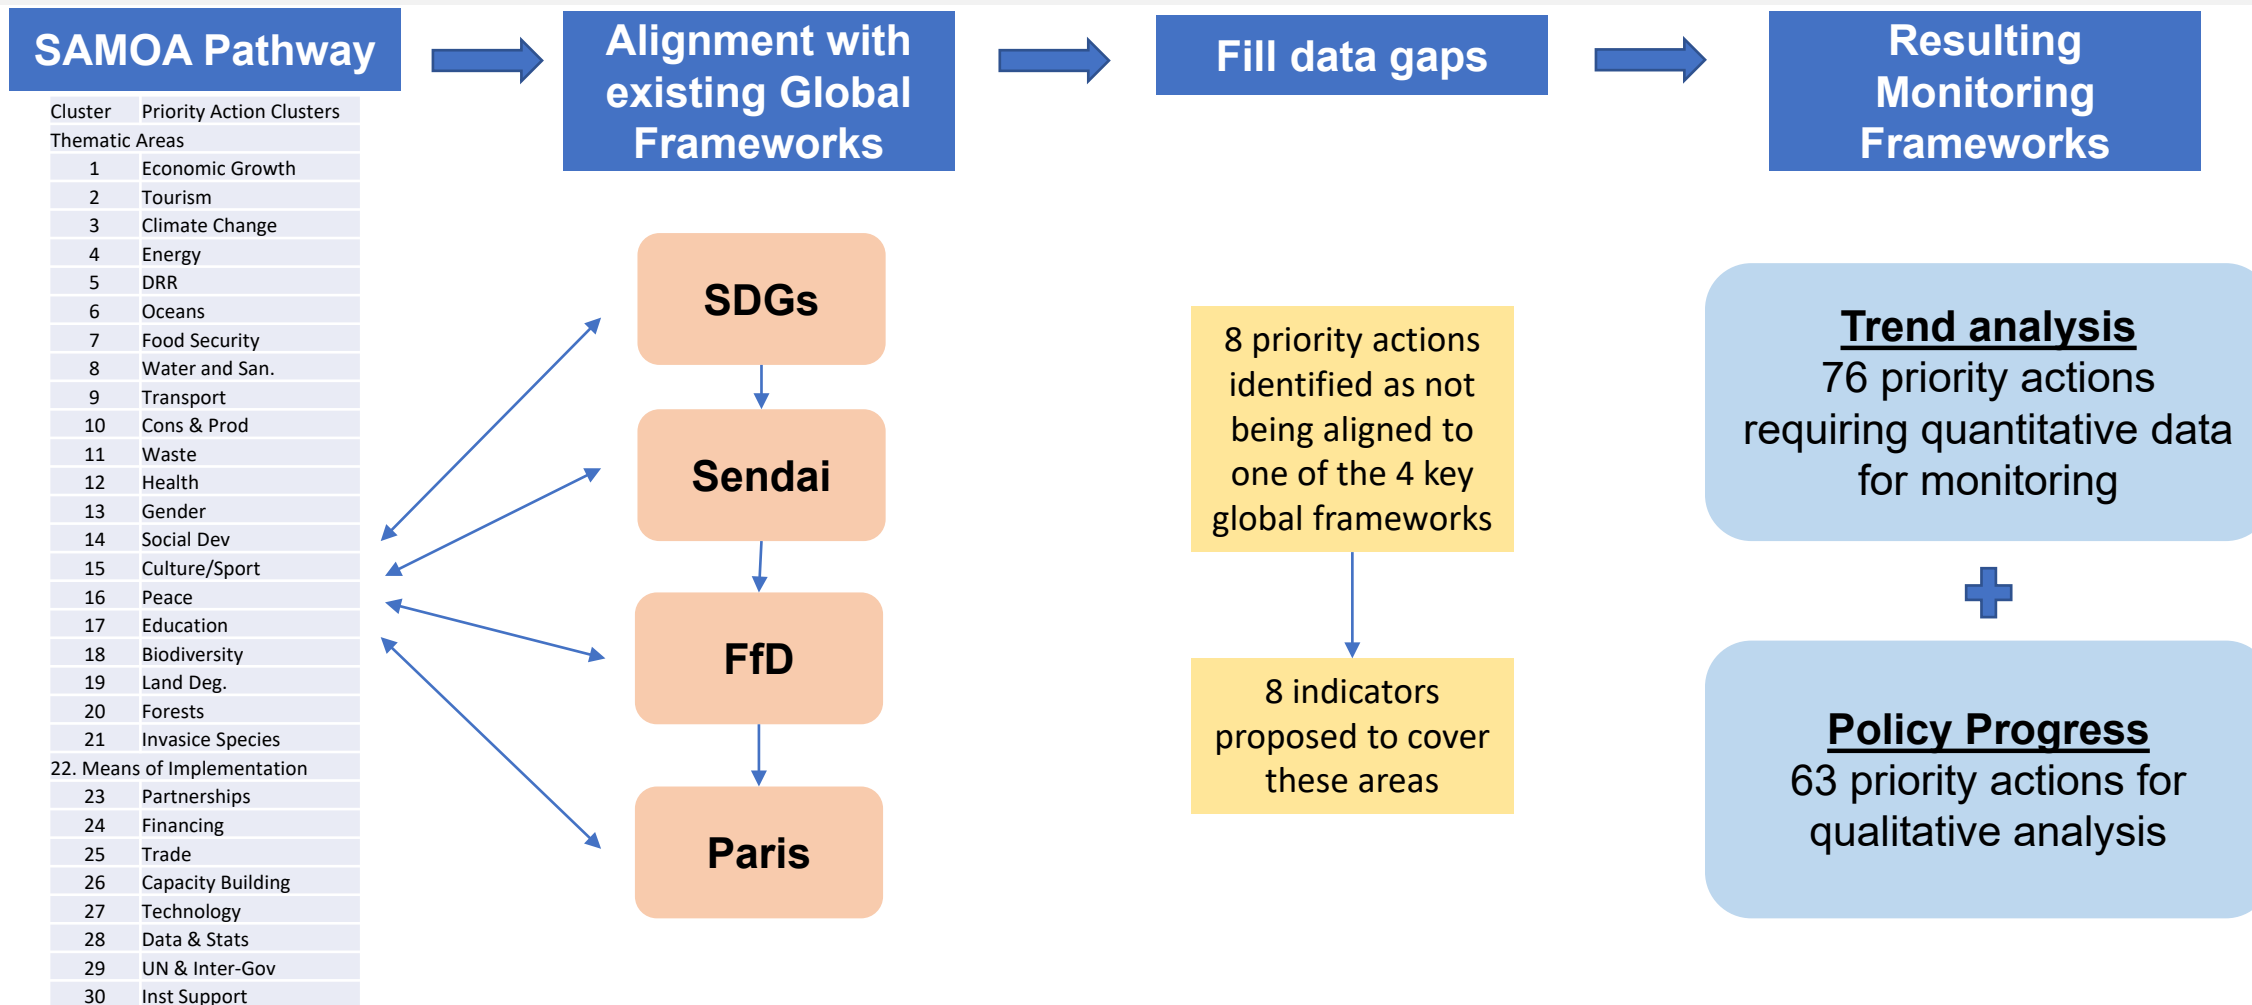 SAMOA Pathway
Cluster Priority Action Clusters
Thematic Areas
1 Economic Growth
2 Tourism
3 Climate Change
4 Energy
5 DRR
6 Oceans
7 Food Security
8 Water and San.
9 Transport
10 Cons & Prod
11 Waste
12 Health
13 Gender
14 Social Dev
15 Culture/Sport
16 Peace
17 Education
18 Biodiversity
19 Land Deg.
20 Forests
21 Invasice Species
22. Means of Implementation
23 Partnerships
24 Financing
25 Trade
26 Capacity Building
27 Technology
28 Data & Stats
29 UN & Inter-Gov
30 Inst Support
Alignment with
existing Global
Frameworks
SDGs
Sendai
FfD
Paris
Fill data gaps
8 priority actions
identified as not
being aligned to
one of the 4 key
global frameworks
8 indicators
proposed to cover
these areas
Resulting
Monitoring
Frameworks
Trend analysis
76 priority actions
requiring quantitative data
for monitoring
Policy Progress
63 priority actions for
qualitative analysis